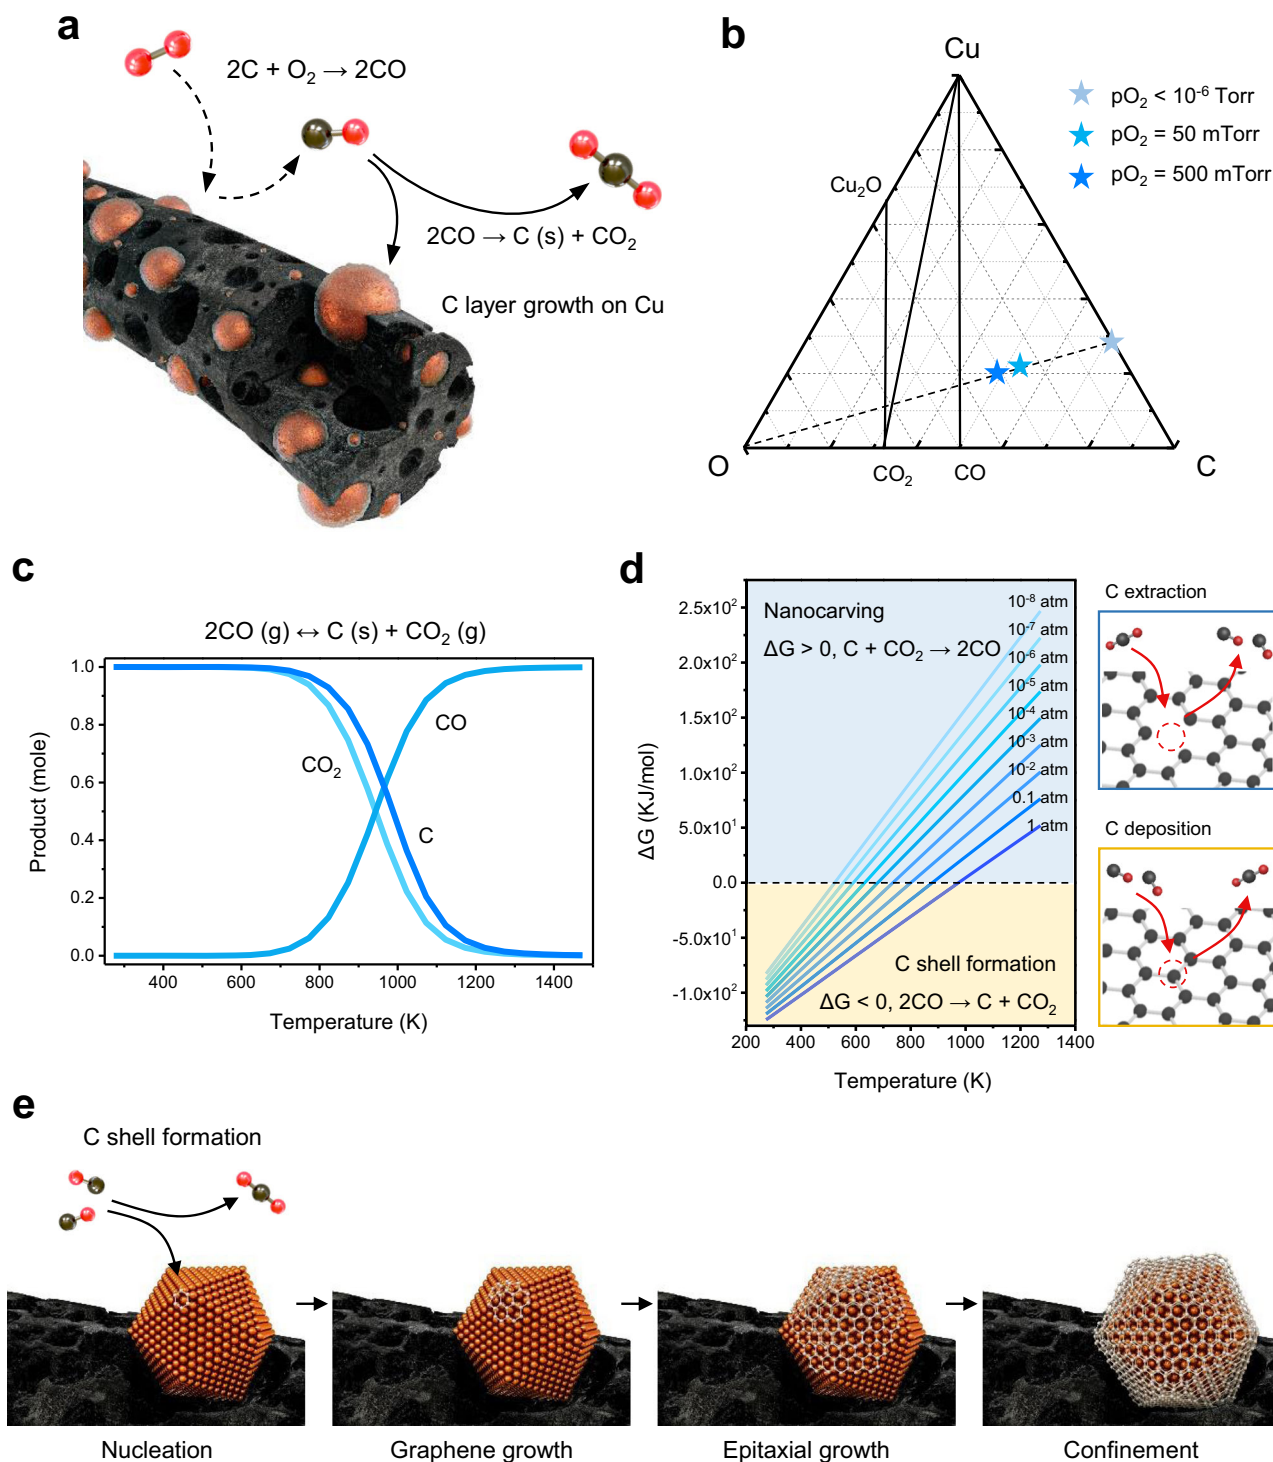 a
2C + O₂ → 2CO
2CO → C (s) + CO₂
C layer growth on Cu
b
Cu
pO₂ < 10⁻⁶ Torr
pO₂ = 50 mTorr
pO₂ = 500 mTorr
Cu₂O
O
CO₂
CO
C
c
2CO (g) ↔ C (s) + CO₂ (g)
Product (mole)
1.0
0.8
0.6
0.4
0.2
0.0
CO
CO₂
C
400
600
800
1000
1200
1400
Temperature (K)
d
ΔG (KJ/mol)
2.5x10²
2.0x10²
1.5x10²
1.0x10²
5.0x10¹
0.0
-5.0x10¹
-1.0x10²
Nanocarving
ΔG > 0, C + CO₂ → 2CO
10⁻⁸ atm
10⁻⁷ atm
10⁻⁶ atm
10⁻⁵ atm
10⁻⁴ atm
10⁻³ atm
10⁻² atm
0.1 atm
1 atm
C shell formation
ΔG < 0, 2CO → C + CO₂
200
400
600
800
1000
1200
1400
Temperature (K)
C extraction
C deposition
e
C shell formation
Nucleation
Graphene growth
Epitaxial growth
Confinement